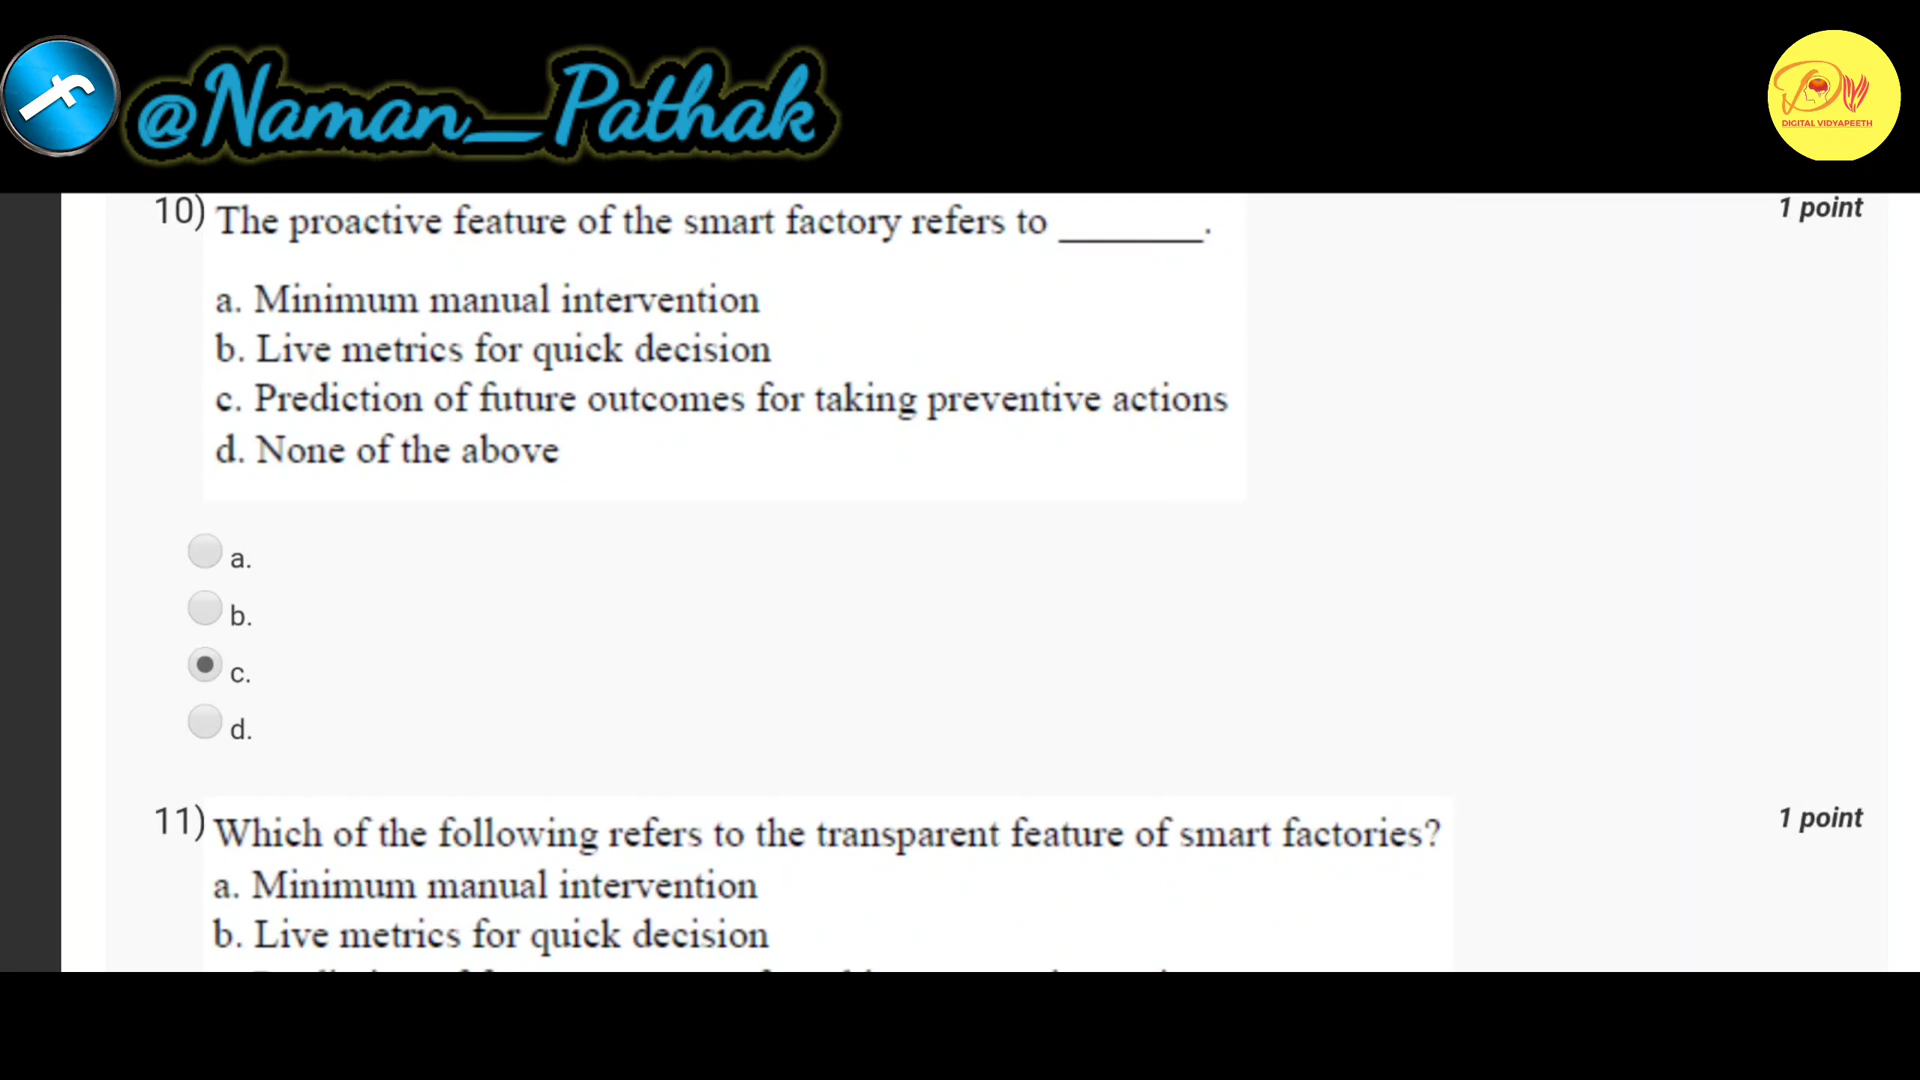 @Naman_Pathak
DIGITAL VIDYAPEETH
10) The proactive feature of the smart factory refers to ________.
1 point
a. Minimum manual intervention
b. Live metrics for quick decision
c. Prediction of future outcomes for taking preventive actions
d. None of the above
a.
b.
c.
d.
11) Which of the following refers to the transparent feature of smart factories?
1 point
a. Minimum manual intervention
b. Live metrics for quick decision